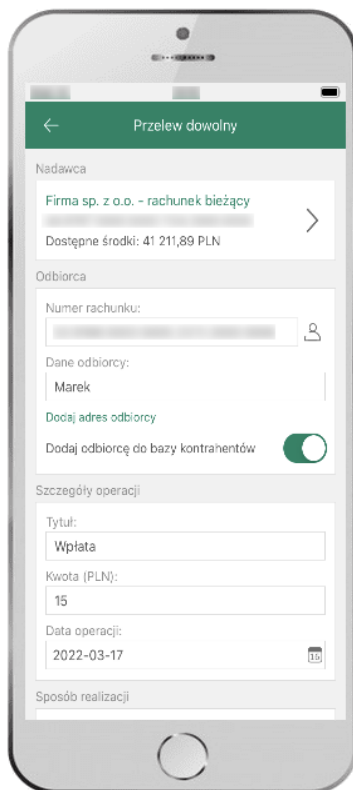 Przelew dowolny
Nadawca
Firma sp. z o.o. - rachunek bieżący
Dostępne środki: 41 211,89 PLN
Odbiorca
Numer rachunku:
Dane odbiorcy:
Marek
Dodaj adres odbiorcy
Dodaj odbiorcę do bazy kontrahentów
Szczegóły operacji
Tytuł:
Wpłata
Kwota (PLN):
15
Data operacji:
2022-03-17
16
Sposób realizacji